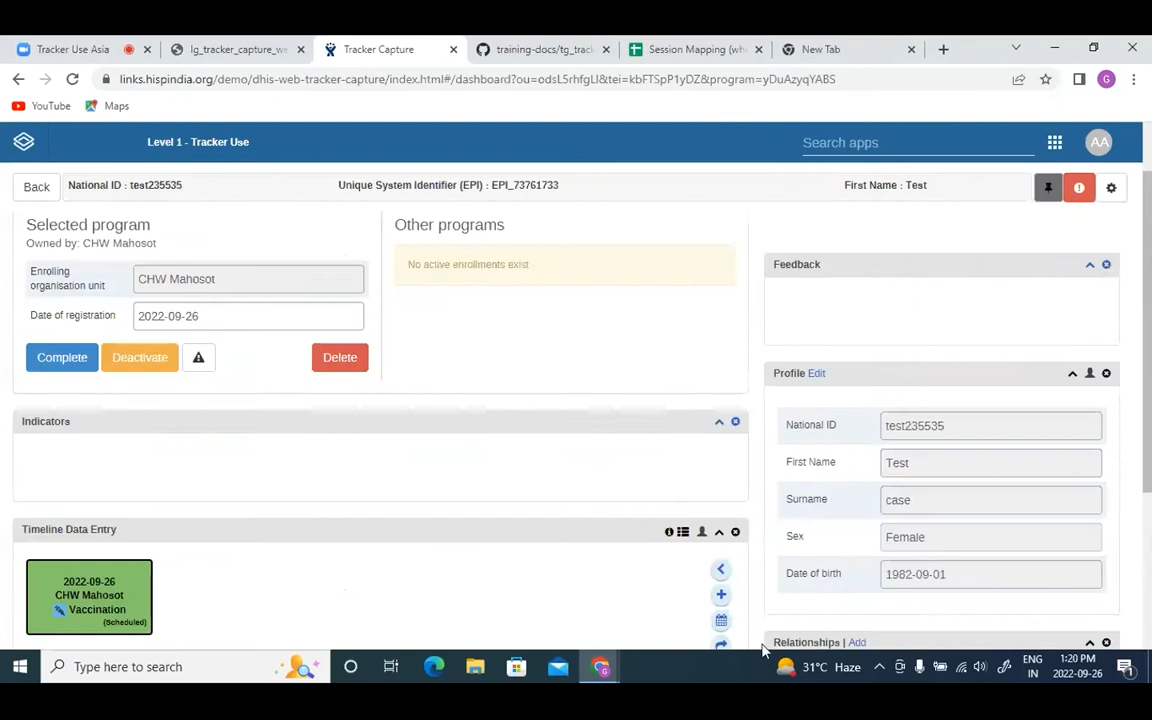 Tracker Use Asia
lg_tracker_capture_we
Tracker Capture
training-docs/tg_track
Session Mapping (whe
New Tab
links.hispindia.org/demo/dhis-web-tracker-capture/index.html#/dashboard?ou=odsL5rhfgLI&tei=kbFTSpP1yDZ&program=yDuAzyqYABS
G
YouTube
Maps
Level 1 - Tracker Use
Search apps
AA
Back
National ID : test235535
Unique System Identifier (EPI) : EPI_73761733
First Name : Test
Selected program
Owned by: CHW Mahosot
Enrolling
organisation unit
CHW Mahosot
Date of registration
2022-09-26
Complete
Deactivate
Delete
Other programs
No active enrollments exist
Feedback
Profile Edit
National ID
test235535
First Name
Test
Surname
case
Sex
Female
Date of birth
1982-09-01
Indicators
Timeline Data Entry
2022-09-26
CHW Mahosot
Vaccination
(Scheduled)
Relationships | Add
Type here to search
G
31°C Haze
ENG
IN
1:20 PM
2022-09-26
1